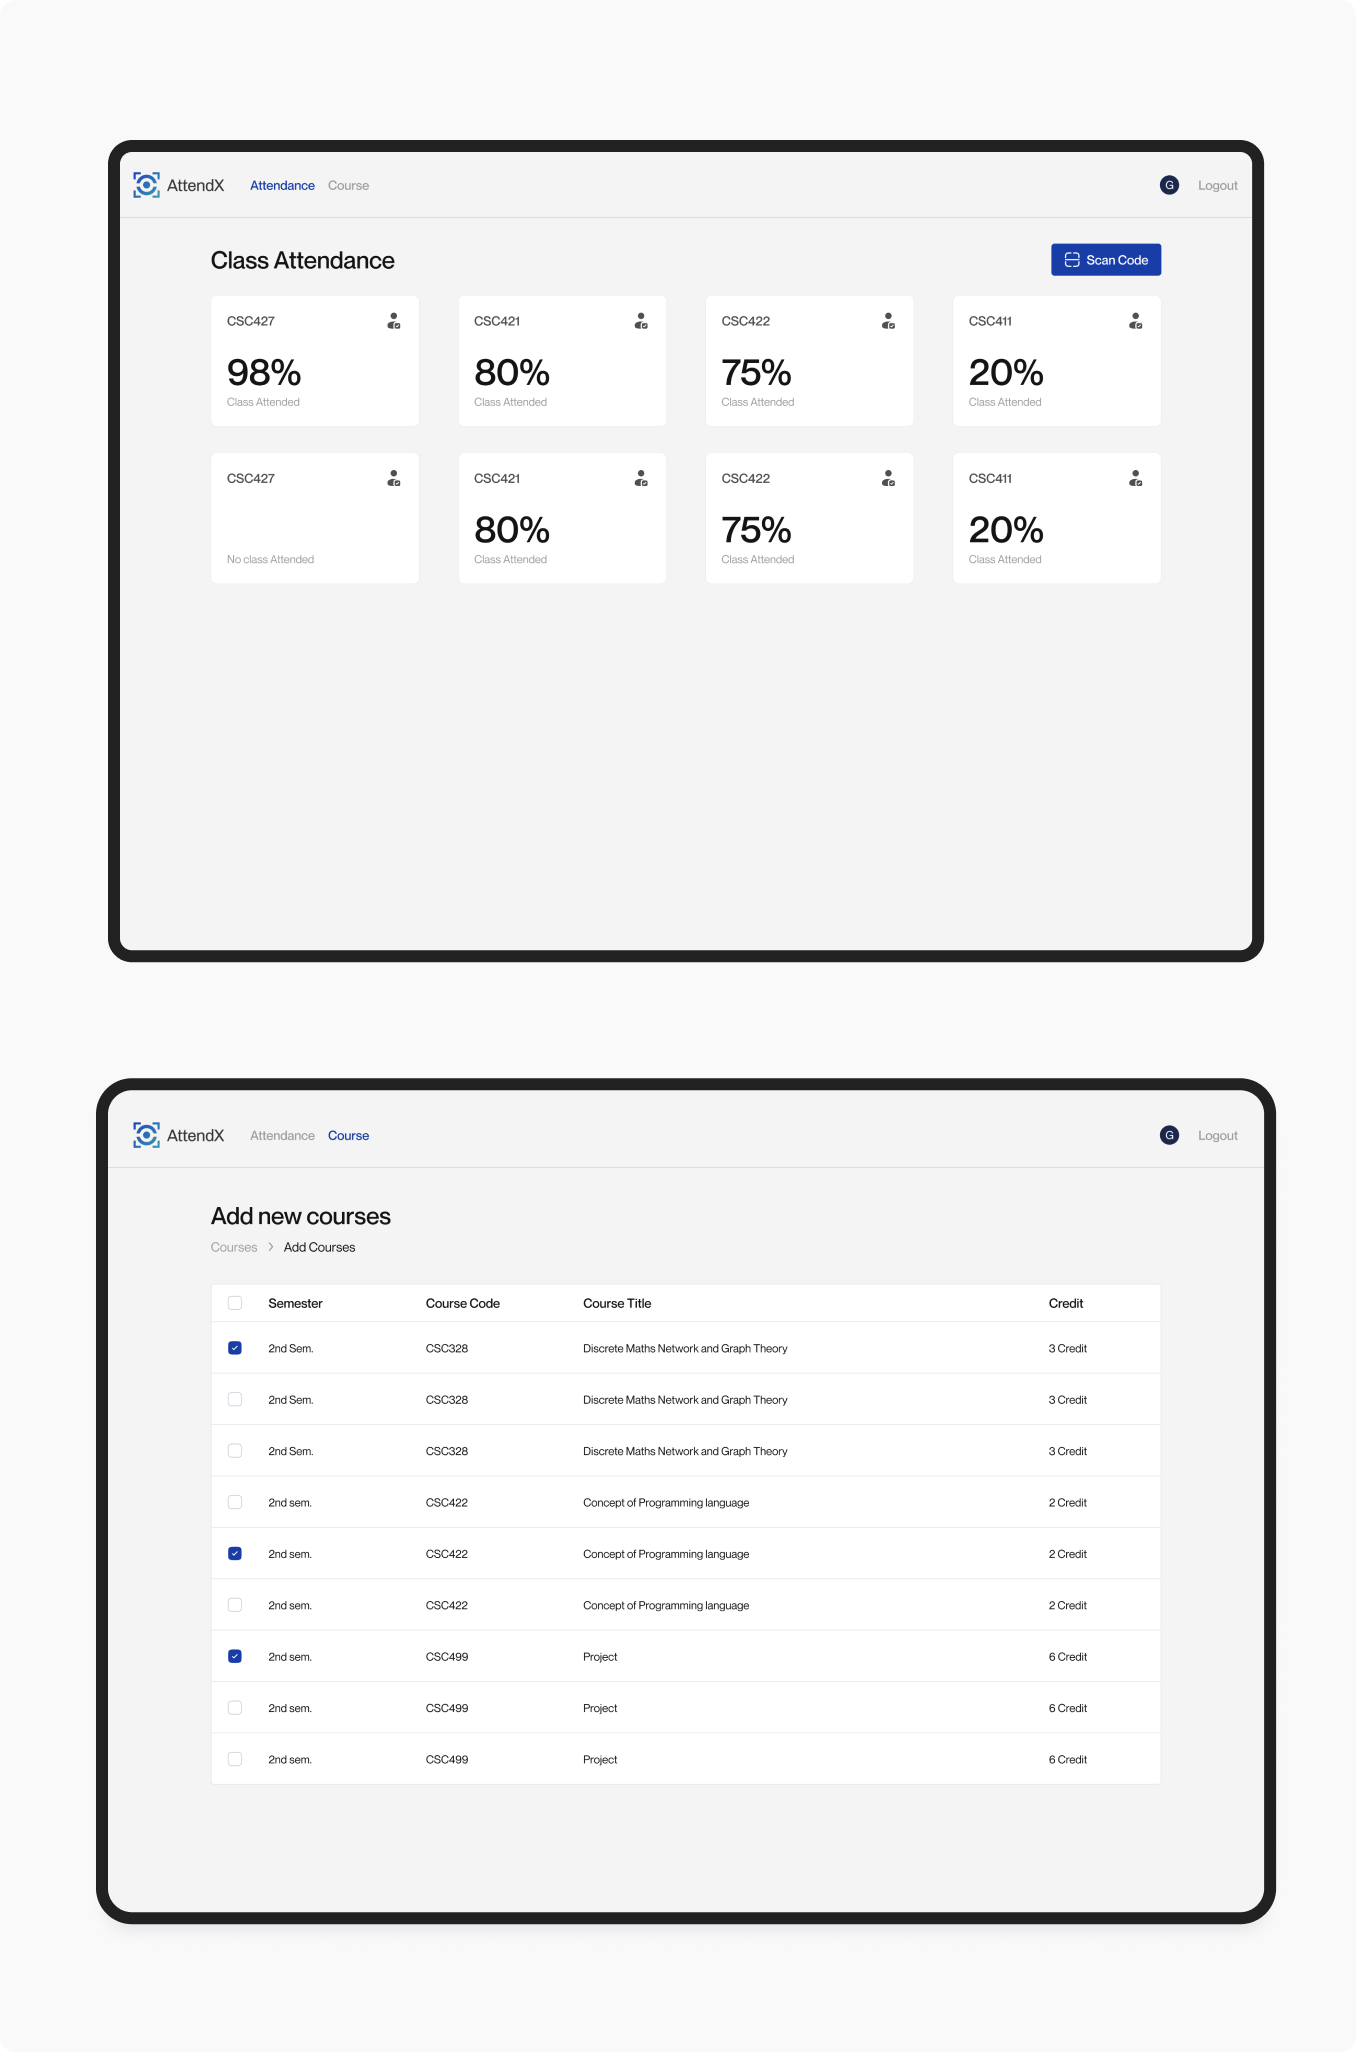 AttendX Attendance Course G Logout
Class Attendance Scan Code
CSC427 CSC421 CSC422 CSC411
98% 80% 75% 20%
Class Attended Class Attended Class Attended Class Attended
CSC427 CSC421 CSC422 CSC411
80% 75% 20%
No class Attended Class Attended Class Attended Class Attended
AttendX Attendance Course G Logout
Add new courses
Courses > Add Courses
Semester Course Code Course Title Credit
2nd Sem. CSC328 Discrete Maths Network and Graph Theory 3 Credit
2nd Sem. CSC328 Discrete Maths Network and Graph Theory 3 Credit
2nd Sem. CSC328 Discrete Maths Network and Graph Theory 3 Credit
2nd sem. CSC422 Concept of Programming language 2 Credit
2nd sem. CSC422 Concept of Programming language 2 Credit
2nd sem. CSC422 Concept of Programming language 2 Credit
2nd sem. CSC499 Project 6 Credit
2nd sem. CSC499 Project 6 Credit
2nd sem. CSC499 Project 6 Credit